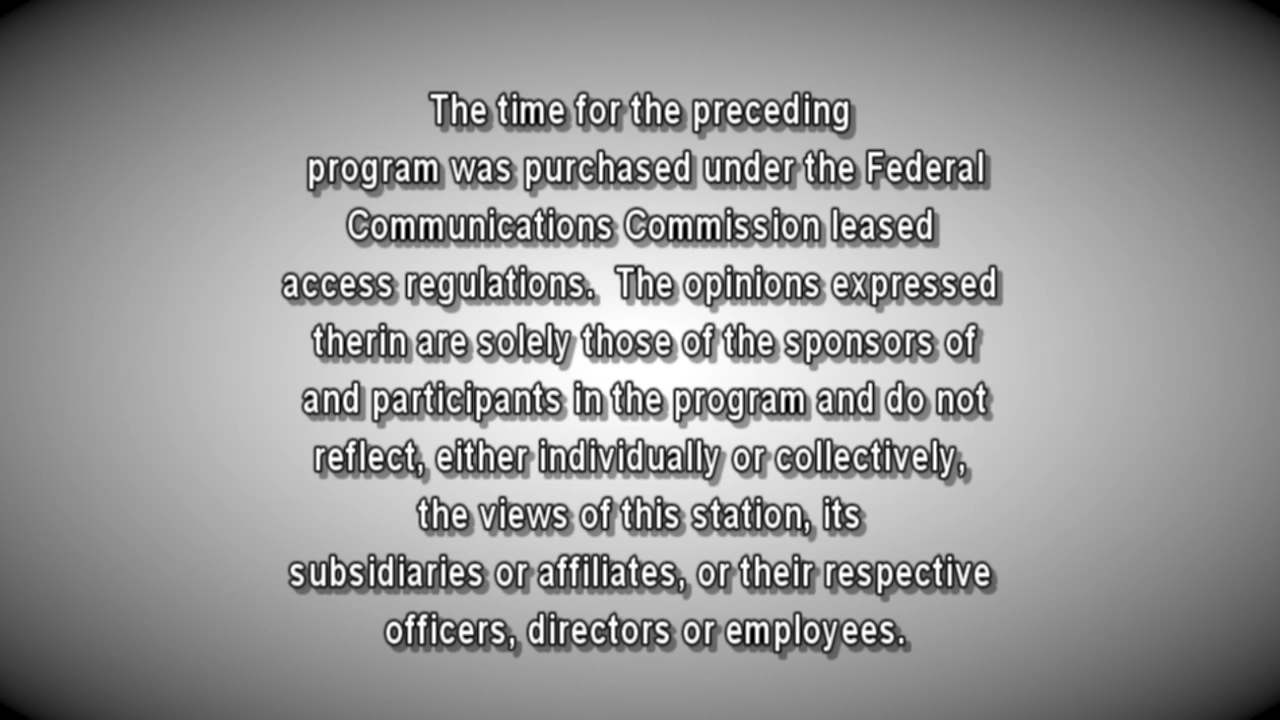 The time for the preceding
program was purchased under the Federal
Communications Commission leased
access regulations.  The opinions expressed
therin are solely those of the sponsors of
and participants in the program and do not
reflect, either individually or collectively,
the views of this station, its
subsidiaries or affiliates, or their respective
officers, directors or employees.